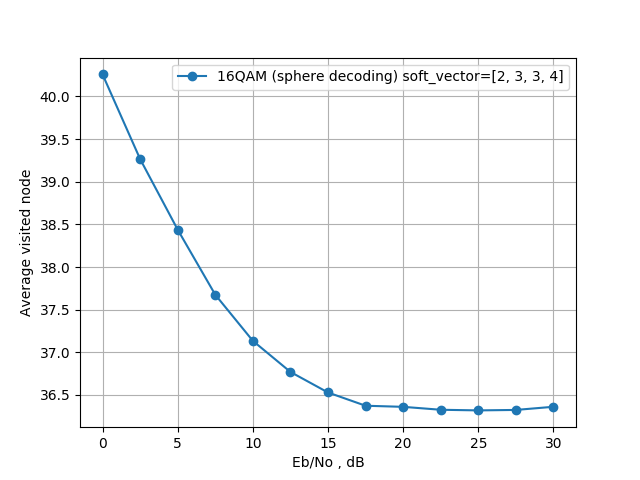 16QAM (sphere decoding) soft_vector=[2, 3, 3, 4]
40.0
39.5
39.0
38.5
38.0
37.5
37.0
36.5
Average visited node
0 5 10 15 20 25 30
Eb/No , dB